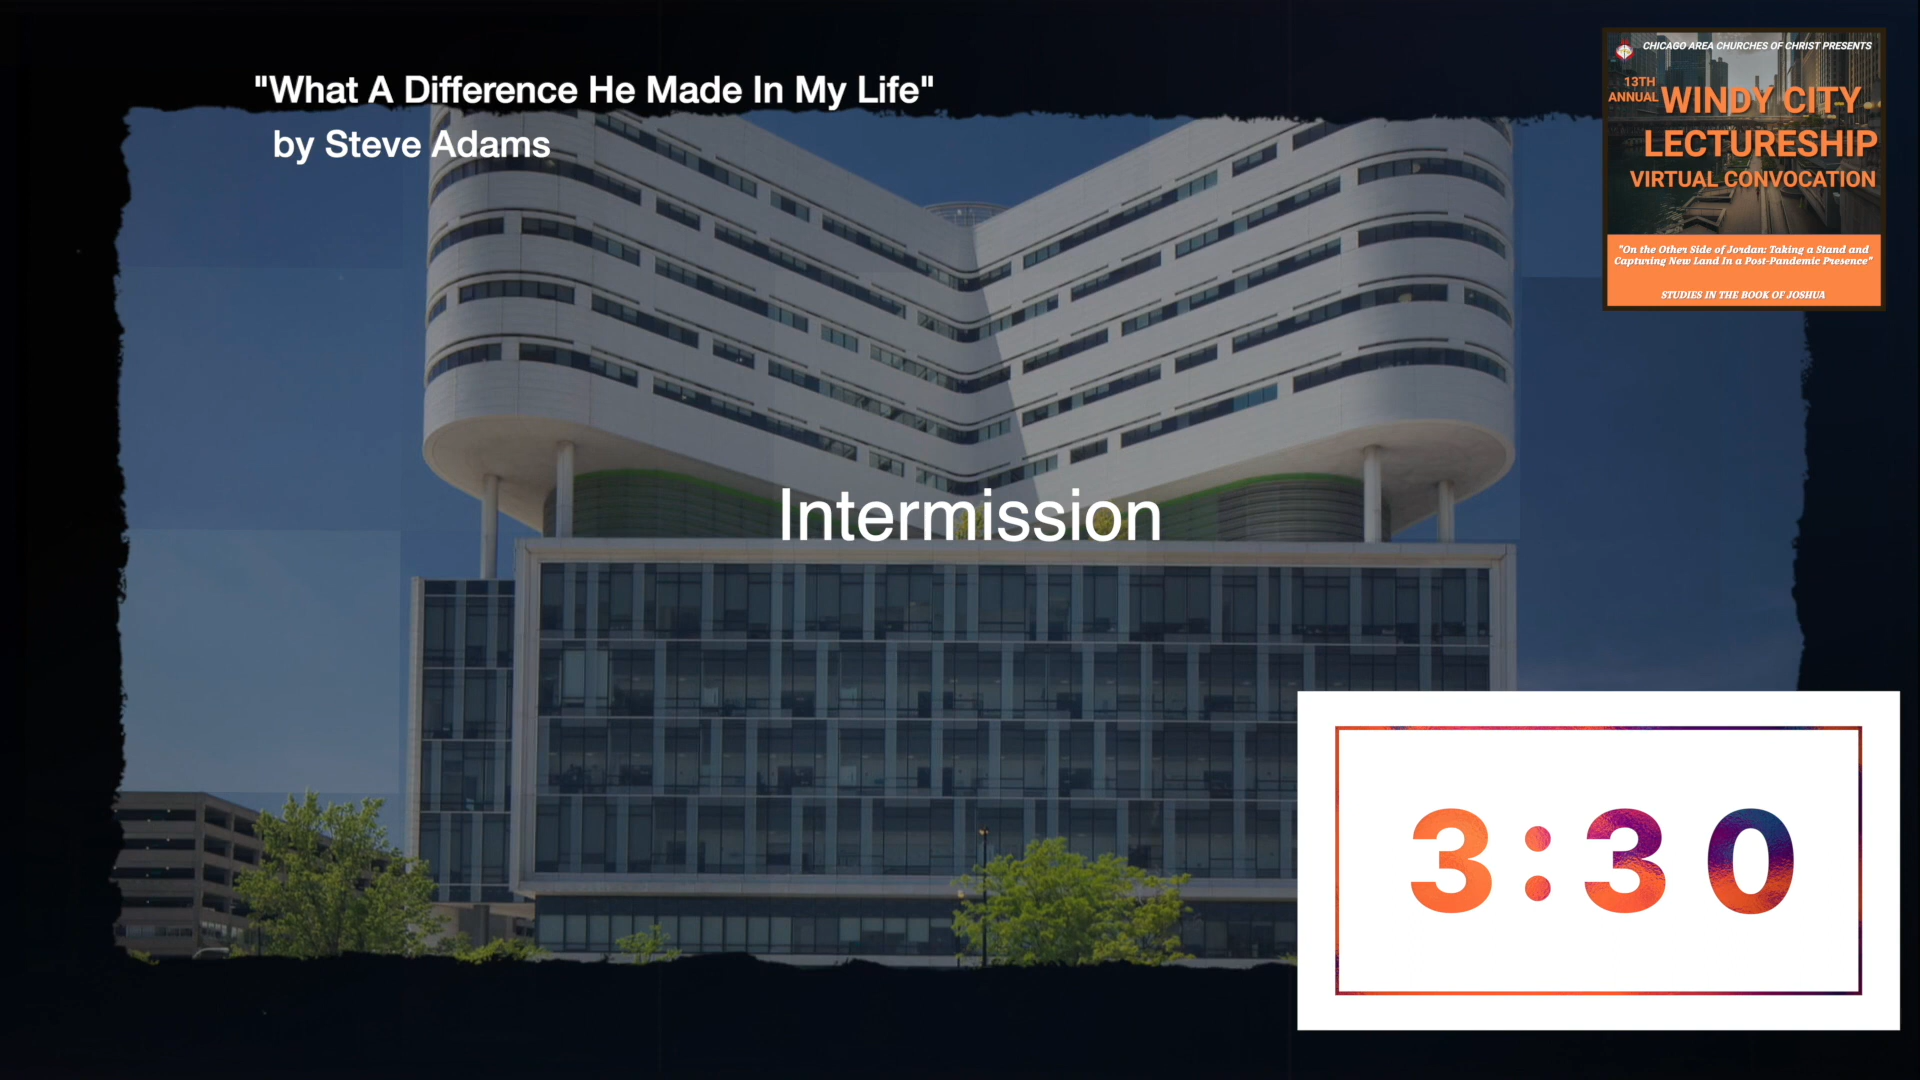 "What A Difference He Made In My Life"
by Steve Adams
CHICAGO AREA CHURCHES OF CHRIST PRESENTS
13TH
ANNUAL WINDY CITY
LECTURESHIP
VIRTUAL CONVOCATION
"On the Other Side of Jordan: Taking a Stand and
Capturing New Land In a Post-Pandemic Presence"
STUDIES IN THE BOOK OF JOSHUA
Intermission
3:30